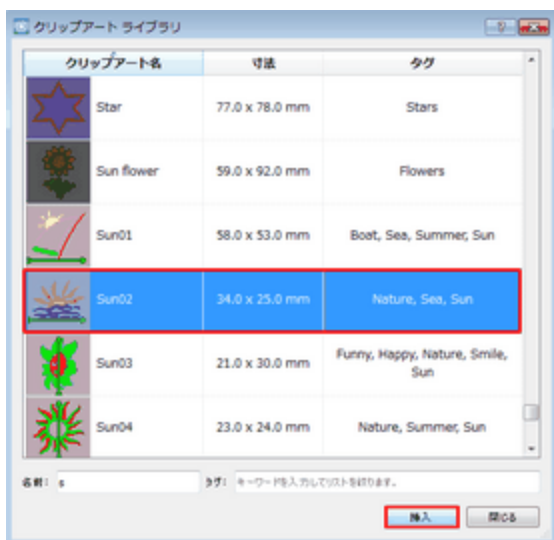 クリップアート ライブラリ
クリップアート名 寸法 タグ
Star 77.0 x 78.0 mm Stars
Sun flower 59.0 x 92.0 mm Flowers
Sun01 58.0 x 53.0 mm Boat, Sea, Summer, Sun
Sun02 34.0 x 25.0 mm Nature, Sea, Sun
Sun03 21.0 x 30.0 mm Funny, Happy, Nature, Smile,
Sun
Sun04 23.0 x 24.0 mm Nature, Summer, Sun
名前: s タグ: キーワードを入力してリストを絞ります。
挿入 閉じる